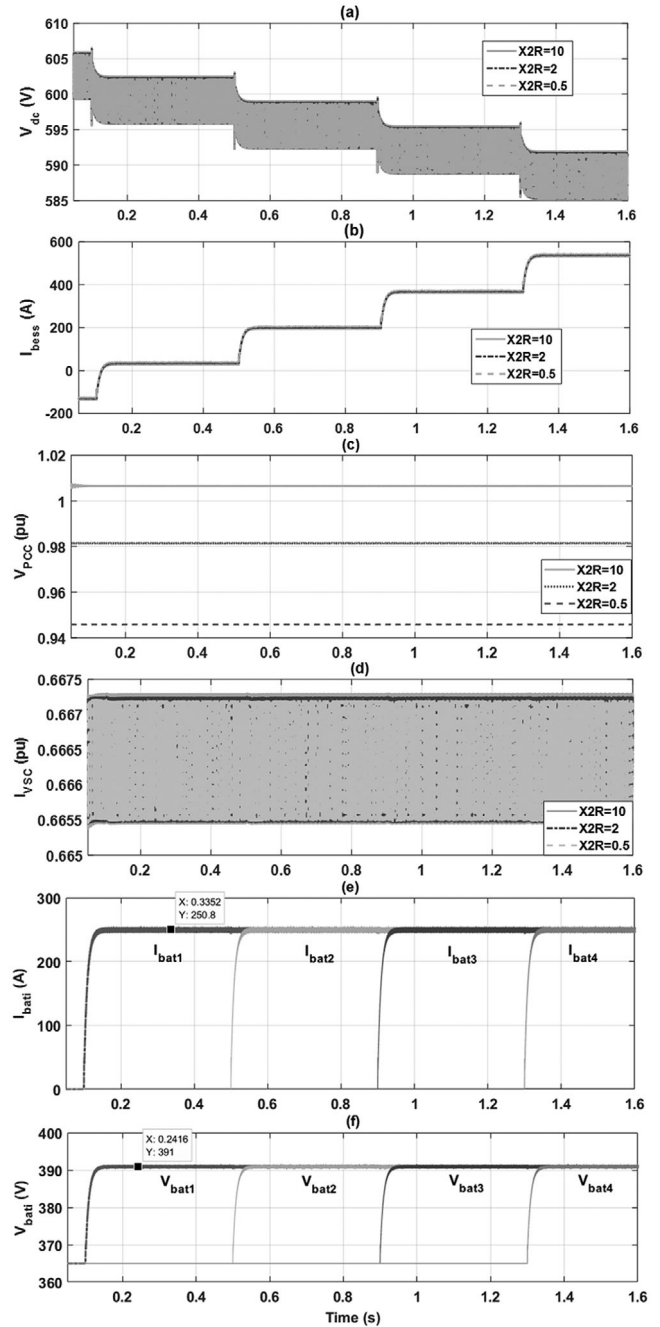 (a)
610
605
600
595
590
585
V_dc (V)
X2R=10
X2R=2
X2R=0.5
0.2 0.4 0.6 0.8 1 1.2 1.4 1.6
(b)
600
400
200
0
-200
I_bess (A)
X2R=10
X2R=2
X2R=0.5
0.2 0.4 0.6 0.8 1 1.2 1.4 1.6
(c)
1.02
1
0.98
0.96
0.94
V_PCC (pu)
X2R=10
X2R=2
X2R=0.5
0.2 0.4 0.6 0.8 1 1.2 1.4 1.6
(d)
0.6675
0.667
0.6665
0.666
0.6655
0.665
I_VSC (pu)
X2R=10
X2R=2
X2R=0.5
0.2 0.4 0.6 0.8 1 1.2 1.4 1.6
(e)
X: 0.3352
Y: 250.8
300
200
100
0
I_bati (A)
I_bat1 I_bat2 I_bat3 I_bat4
0.2 0.4 0.6 0.8 1 1.2 1.4 1.6
(f)
X: 0.2416
Y: 391
400
380
360
V_bati (V)
V_bat1 V_bat2 V_bat3 V_bat4
0.2 0.4 0.6 0.8 1 1.2 1.4 1.6
Time (s)